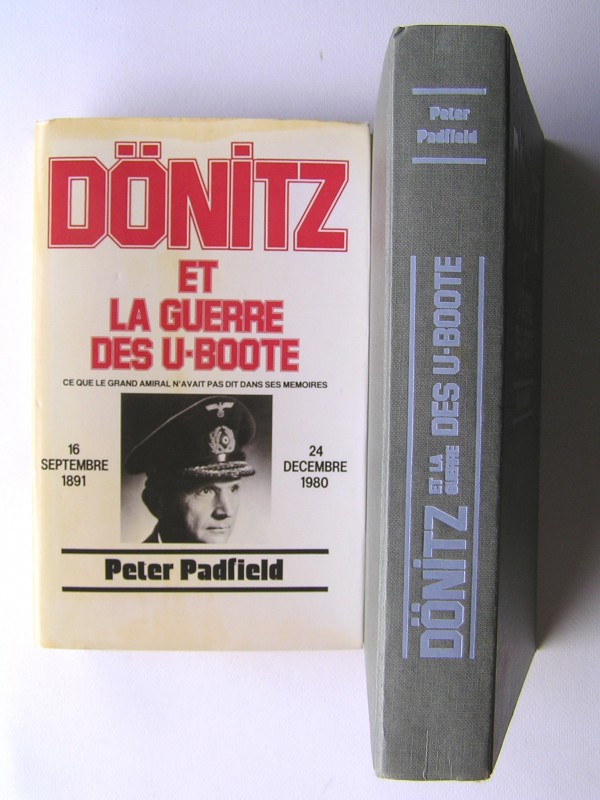 DÖNiTZ
ET
LA GUERRE
DES U-BOOTE
CE QUE LE GRAND AMIRAL N'AVAIT PAS DIT DANS SES MEMOIRES
16
SEPTEMBRE
1891
24
DECEMBRE
1980
Peter Padfield
Peter
Padfield
DÖNiTZ ET LA
GUERRE DES U-BOOTE